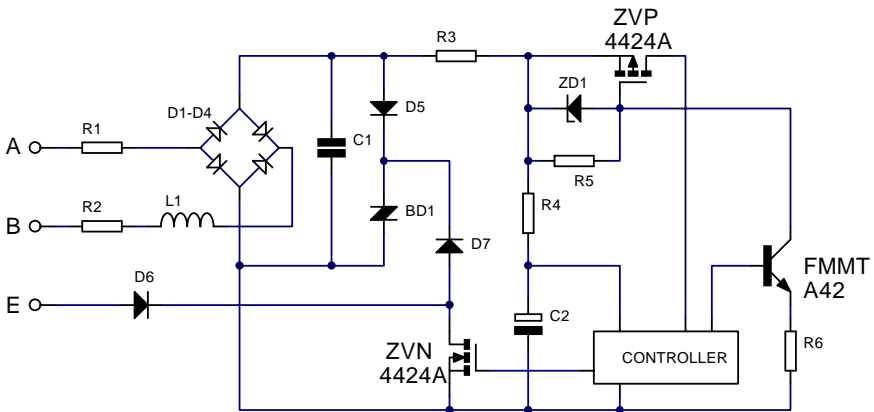 ZVP
4424A
R3
ZD1
D1-D4
D5
R1
C1
A
R5
R2
L1
BD1
R4
B
D7
FMMT
A42
D6
E
C2
ZVN
4424A
CONTROLLER
R6